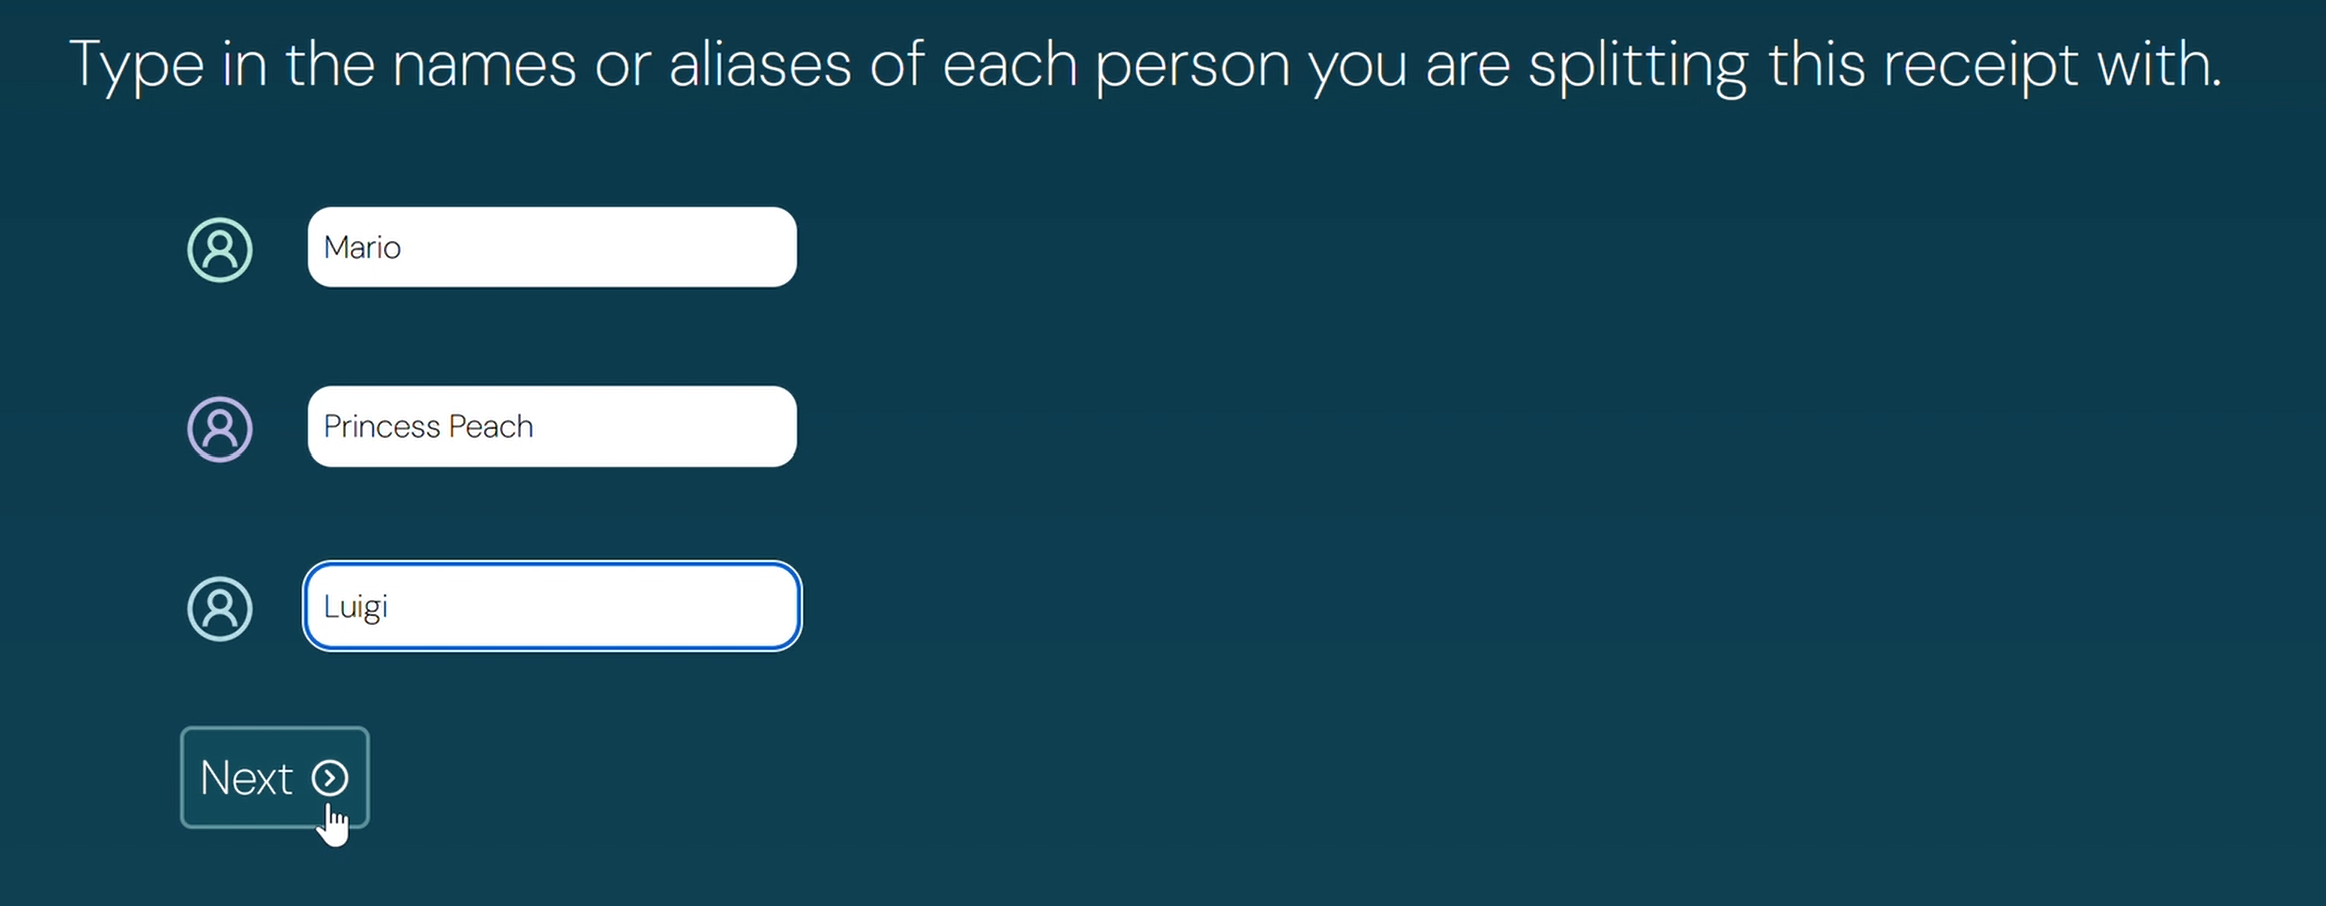 Type in the names or aliases of each person you are splitting this receipt with.
Mario
Princess Peach
Luigi
Next